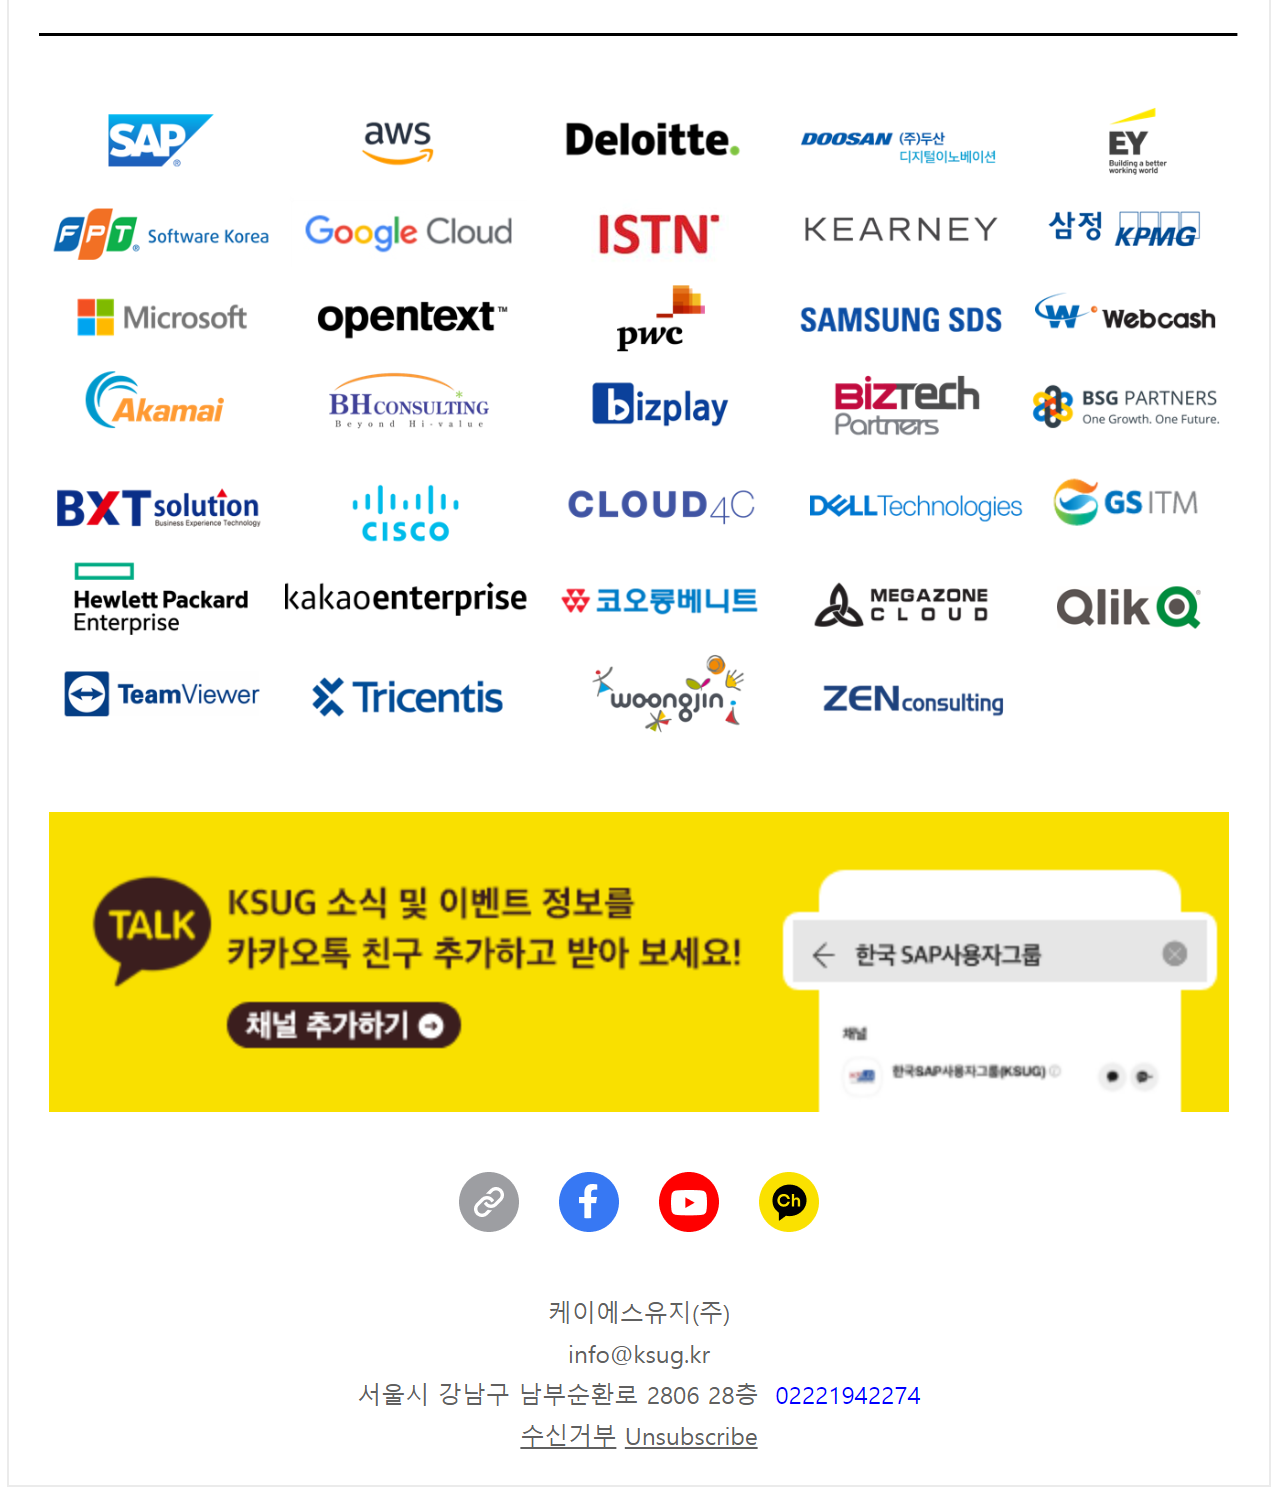 SAP®
aws
Deloitte.
DOOSAN (주)두산
디지털이노베이션
EY
Building a better
working world
FPT® Software Korea
Google Cloud
ISTN
KEARNEY
삼정 KPMG
Microsoft
opentext™
pwc
SAMSUNG SDS
W Webcash
Akamai
BH CONSULTING
Beyond Hi-value
bizplay
BIZTECH
Partners
BSG PARTNERS
One Growth. One Future.
BXT solution
Business Experience Technology
CISCO
CLOUD4C
DELL Technologies
GS ITM
Hewlett Packard
Enterprise
kakaoenterprise
코오롱베니트
MEGAZONE
CLOUD
Qlik
TeamViewer
Tricentis
woongjin
ZEN consulting
TALK
KSUG 소식 및 이벤트 정보를
카카오톡 친구 추가하고 받아 보세요!
채널 추가하기
한국 SAP사용자그룹
채널
한국SAP사용자그룹(KSUG)
Ch
케이에스유지(주)
info@ksug.kr
서울시 강남구 남부순환로 2806 28층 02221942274
수신거부 Unsubscribe